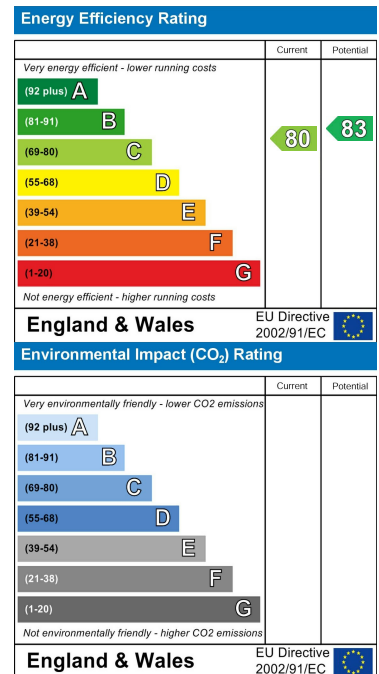 Energy Efficiency Rating
Current Potential
Very energy efficient - lower running costs
(92 plus) A
(81-91) B
(69-80) C
(55-68) D
(39-54) E
(21-38) F
(1-20) G
80 83
Not energy efficient - higher running costs
England & Wales EU Directive 2002/91/EC
Environmental Impact (CO₂) Rating
Current Potential
Very environmentally friendly - lower CO2 emissions
(92 plus) A
(81-91) B
(69-80) C
(55-68) D
(39-54) E
(21-38) F
(1-20) G
Not environmentally friendly - higher CO2 emissions
England & Wales EU Directive 2002/91/EC